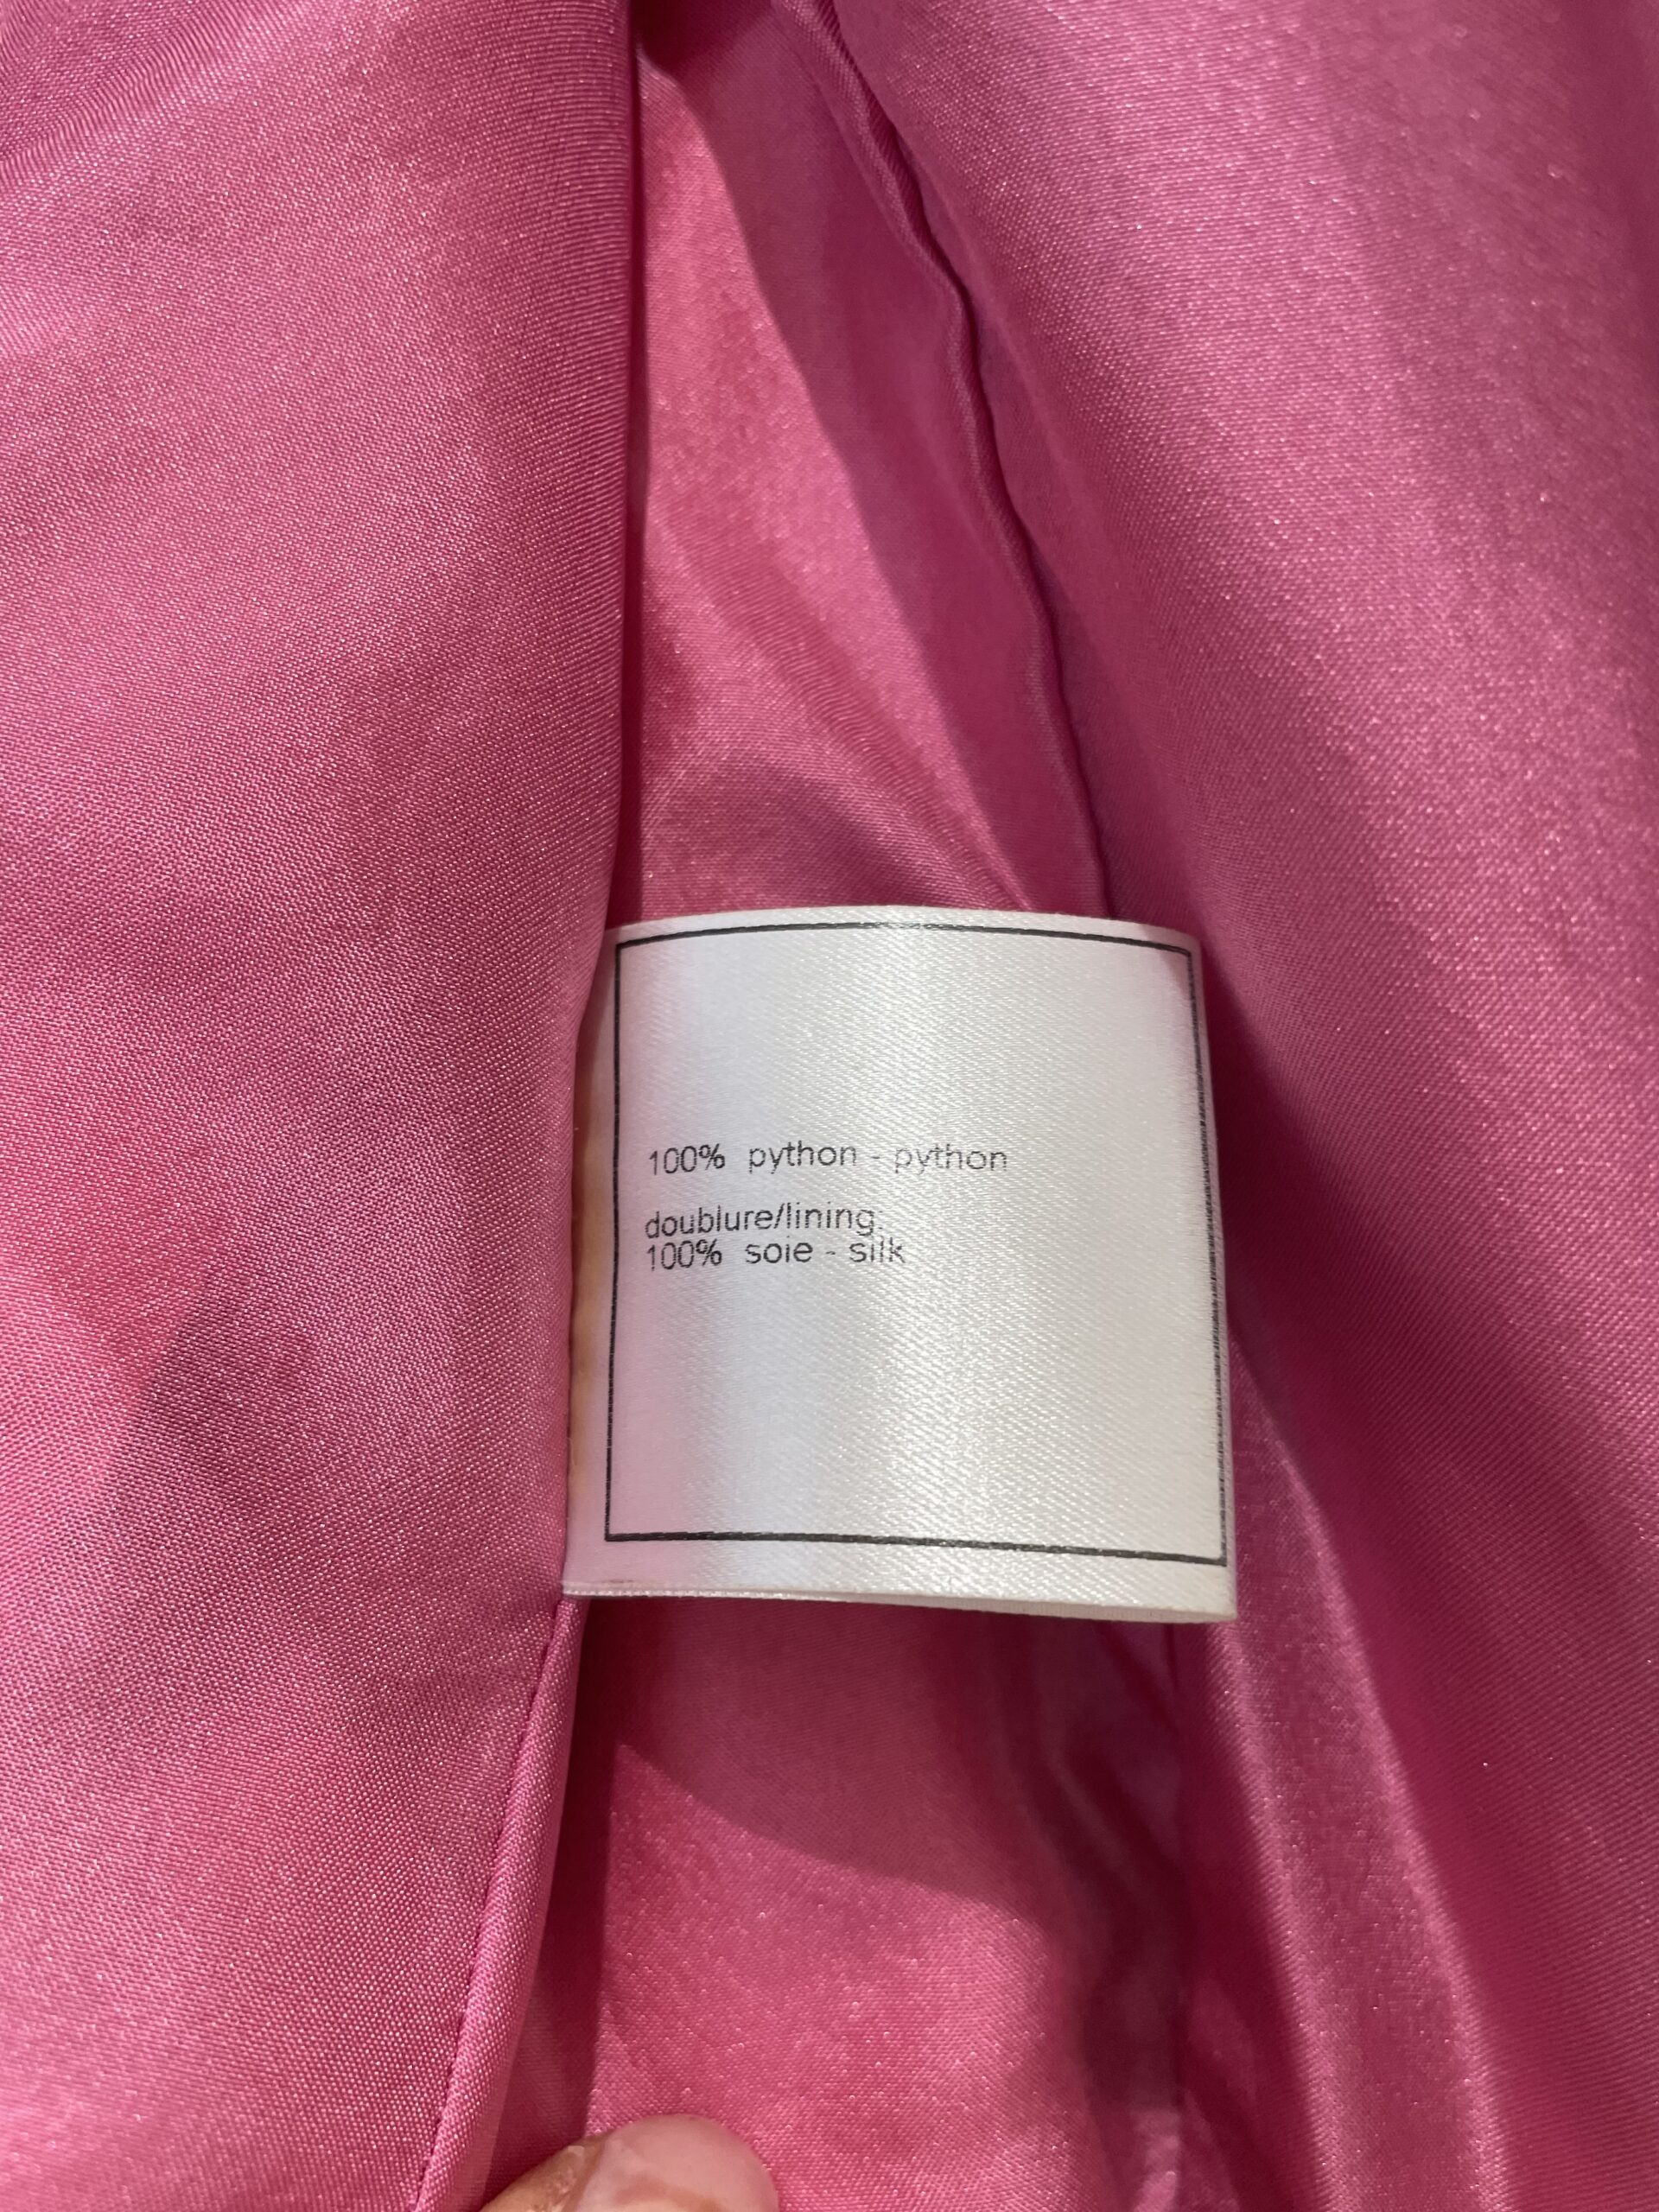 100% python - python
doublure/lining:
100% soie - silk